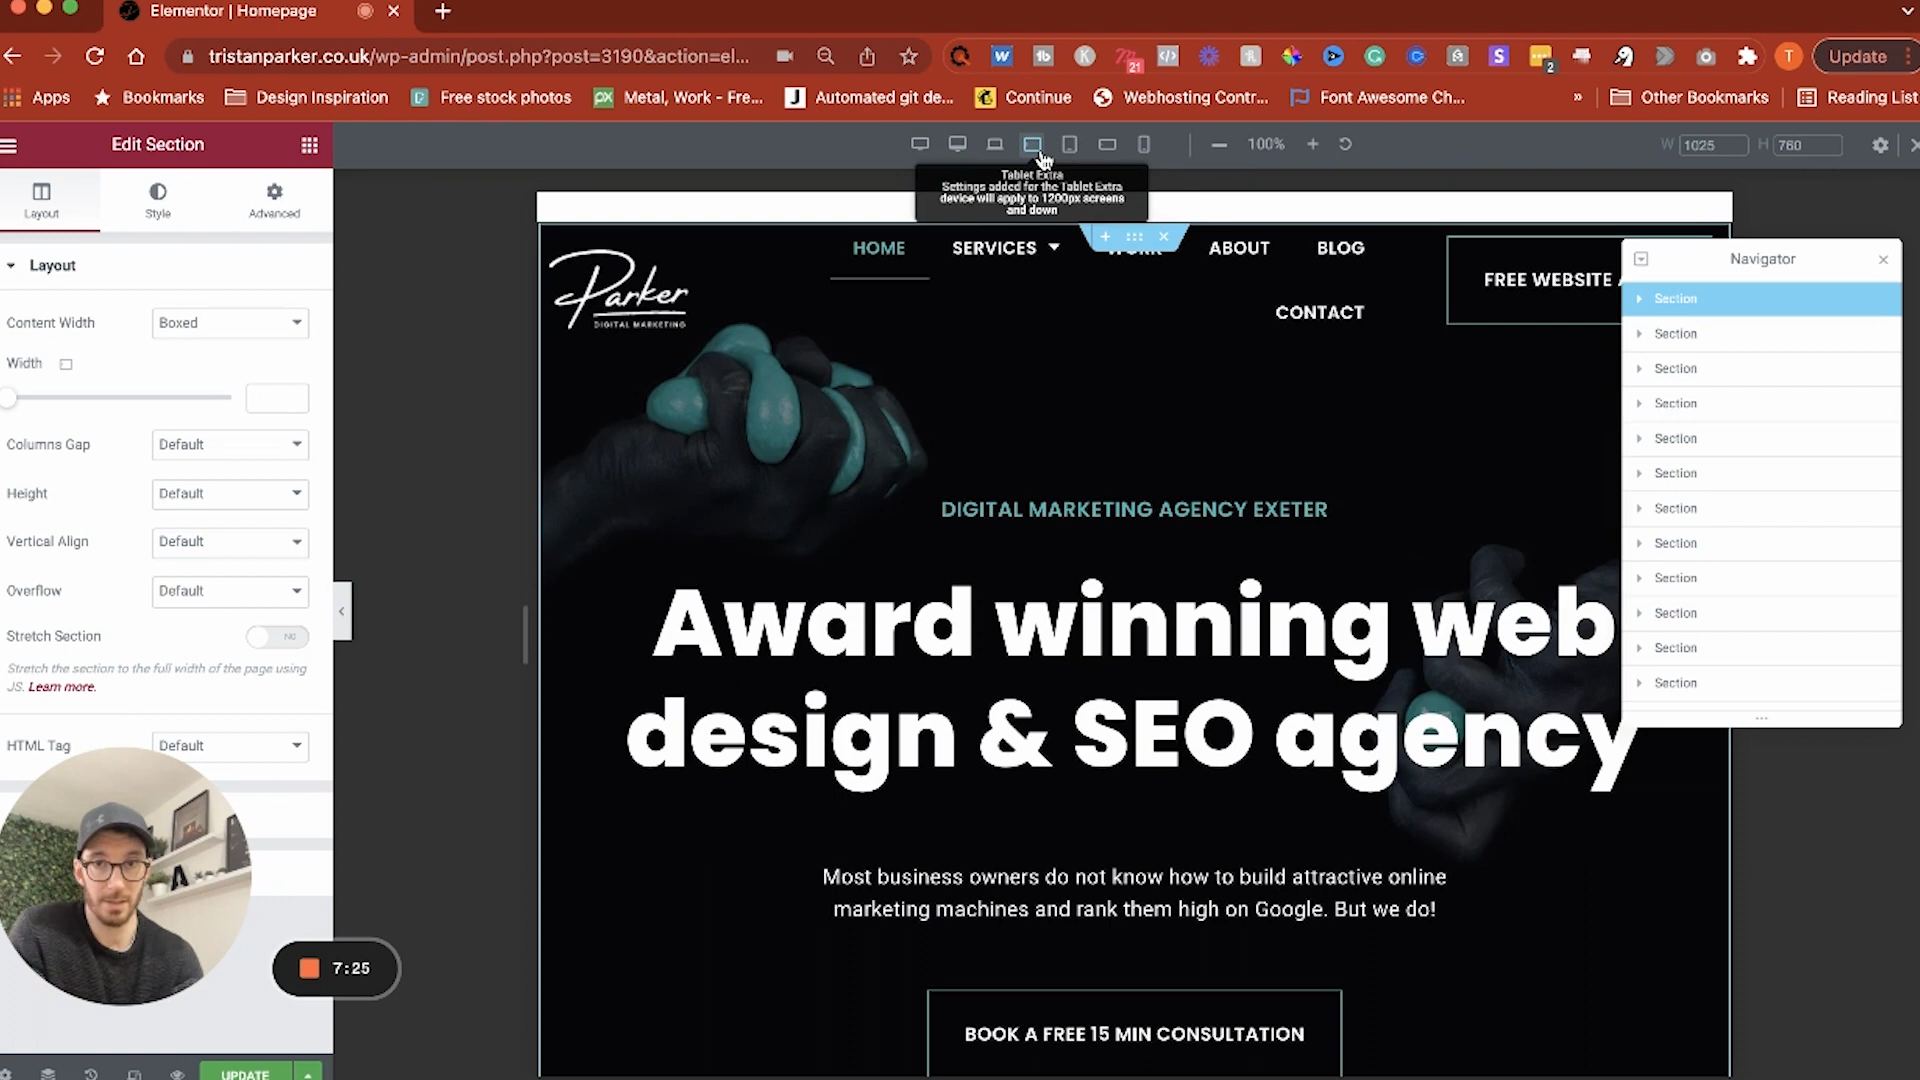 Elementor | Homepage
tristanparker.co.uk/wp-admin/post.php?post=3190&action=el...
21
2
T
Update
Apps
Bookmarks
Design Inspiration
Free stock photos
Metal, Work - Fre...
Automated git de...
Continue
Webhosting Contr...
Font Awesome Ch...
»
Other Bookmarks
Reading List
Edit Section
100%
W 1025
H 760
Layout
Style
Advanced
Tablet Extra
Settings added for the Tablet Extra
device will apply to 1200px screens
and down
Layout
Content Width
Boxed
Width
Columns Gap
Default
Height
Default
Vertical Align
Default
Overflow
Default
Stretch Section
NO
Stretch the section to the full width of the page using
JS. Learn more.
HTML Tag
Default
7:25
UPDATE
Parker
DIGITAL MARKETING
HOME
SERVICES
WORK
ABOUT
BLOG
CONTACT
FREE WEBSITE
DIGITAL MARKETING AGENCY EXETER
Award winning web
design & SEO agency
Most business owners do not know how to build attractive online
marketing machines and rank them high on Google. But we do!
BOOK A FREE 15 MIN CONSULTATION
Navigator
Section
Section
Section
Section
Section
Section
Section
Section
Section
Section
Section
Section